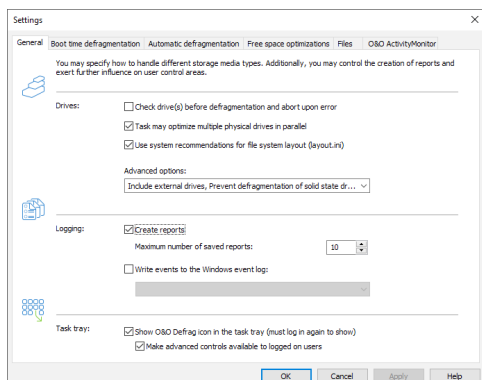 Settings
General Boot time defragmentation Automatic defragmentation Free space optimizations Files O&O ActivityMonitor
You may specify how to handle different storage media types. Additionally, you may control the creation of reports and
exert further influence on user control areas.
Drives:
Check drive(s) before defragmentation and abort upon error
Task may optimize multiple physical drives in parallel
Use system recommendations for file system layout (layout.ini)
Advanced options:
Include external drives, Prevent defragmentation of solid state dr...
Logging:
Create reports
Maximum number of saved reports:
10
Write events to the Windows event log:
Task tray:
Show O&O Defrag icon in the task tray (must log in again to show)
Make advanced controls available to logged on users
OK Cancel Apply Help